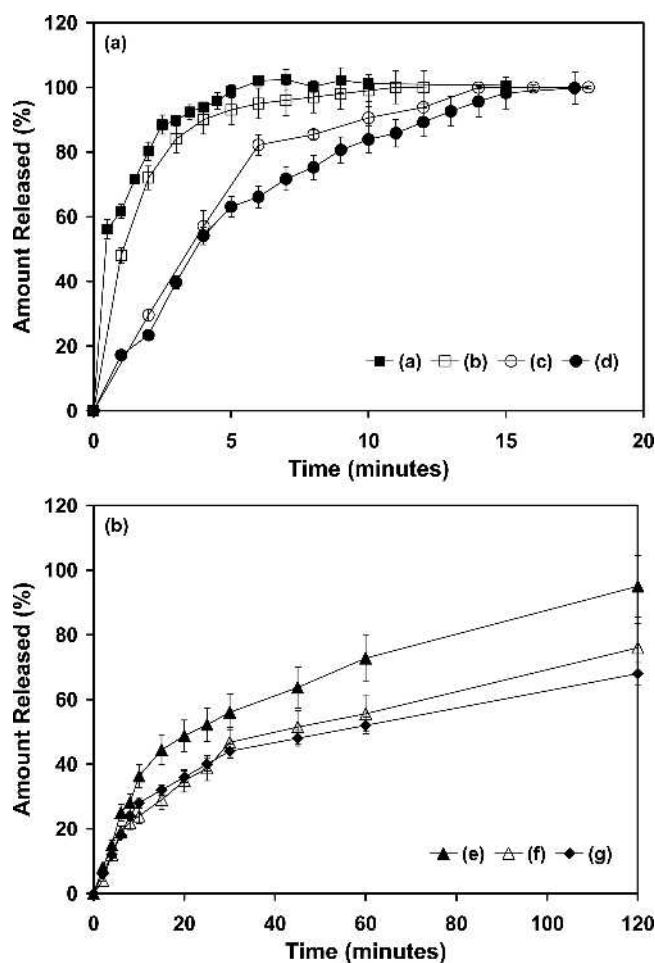 120
(a)
100
80
60
40
20
0
Amount Released (%)
(a) (b) (c) (d)
0 5 10 15 20
Time (minutes)
120
(b)
100
80
60
40
20
0
Amount Released (%)
(e) (f) (g)
0 20 40 60 80 100 120
Time (minutes)